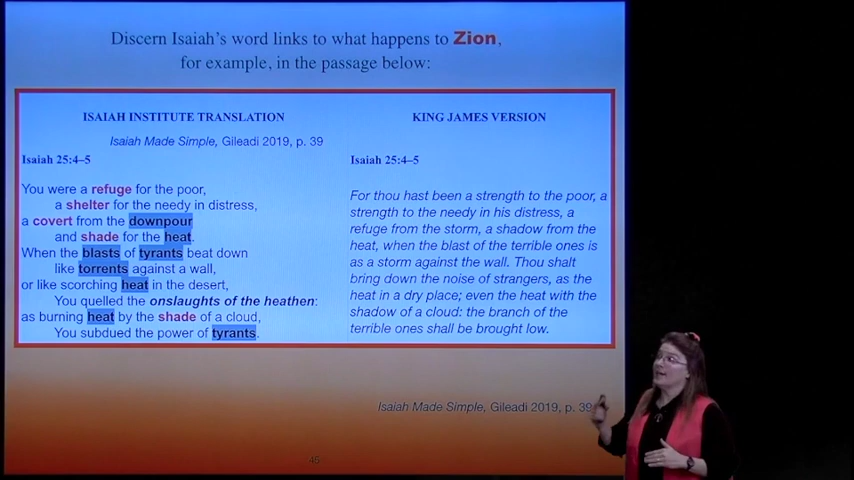 Discern Isaiah's word links to what happens to Zion,
for example, in the passage below:
ISAIAH INSTITUTE TRANSLATION
Isaiah Made Simple, Gileadi 2019, p. 39
Isaiah 25:4–5
You were a refuge for the poor,
a shelter for the needy in distress,
a covert from the downpour
and shade for the heat.
When the blasts of tyrants beat down
like torrents against a wall,
or like scorching heat in the desert,
You quelled the onslaughts of the heathen:
as burning heat by the shade of a cloud,
You subdued the power of tyrants.
KING JAMES VERSION
Isaiah 25:4–5
For thou hast been a strength to the poor, a
strength to the needy in his distress, a
refuge from the storm, a shadow from the
heat, when the blast of the terrible ones is
as a storm against the wall. Thou shalt
bring down the noise of strangers, as the
heat in a dry place; even the heat with the
shadow of a cloud: the branch of the
terrible ones shall be brought low.
Isaiah Made Simple, Gileadi 2019, p. 39
46